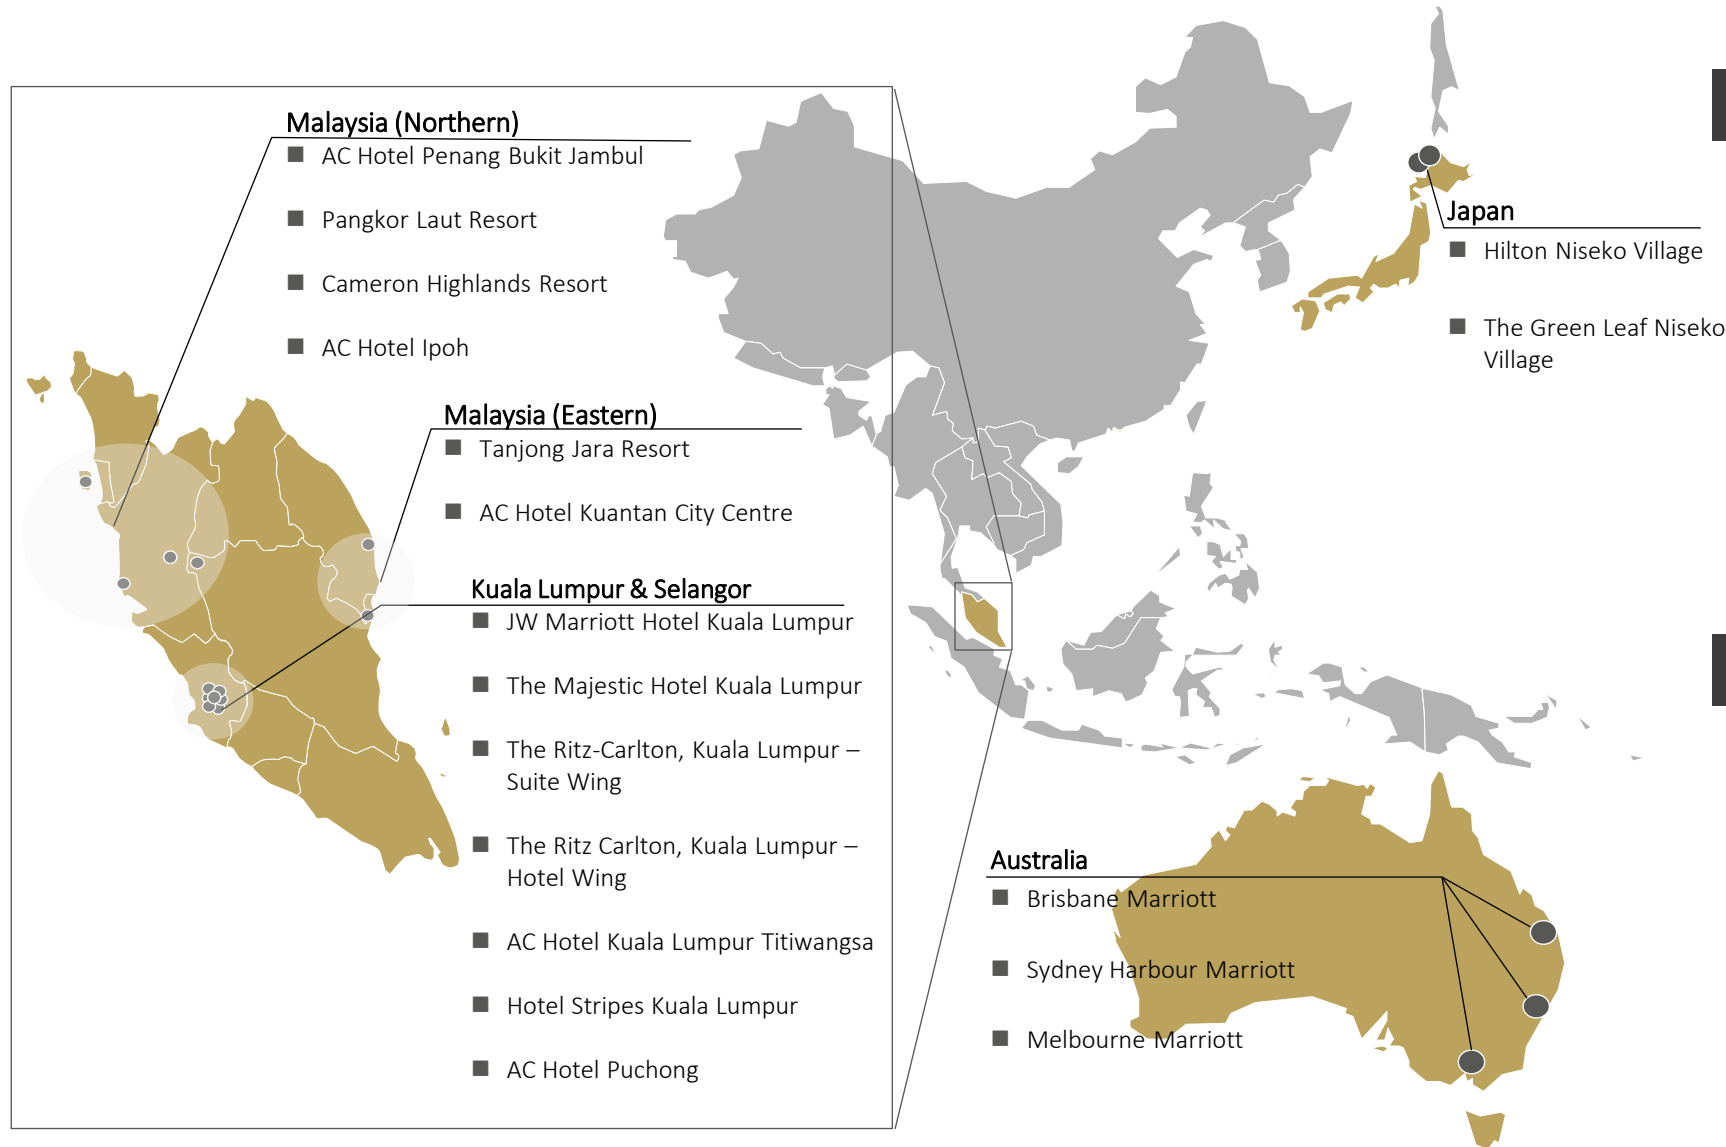 Malaysia (Northern)
AC Hotel Penang Bukit Jambul
Pangkor Laut Resort
Cameron Highlands Resort
AC Hotel Ipoh
Malaysia (Eastern)
Tanjong Jara Resort
AC Hotel Kuantan City Centre
Kuala Lumpur & Selangor
JW Marriott Hotel Kuala Lumpur
The Majestic Hotel Kuala Lumpur
The Ritz-Carlton, Kuala Lumpur –
Suite Wing
The Ritz Carlton, Kuala Lumpur –
Hotel Wing
AC Hotel Kuala Lumpur Titiwangsa
Hotel Stripes Kuala Lumpur
AC Hotel Puchong
Japan
Hilton Niseko Village
The Green Leaf Niseko
Village
Australia
Brisbane Marriott
Sydney Harbour Marriott
Melbourne Marriott